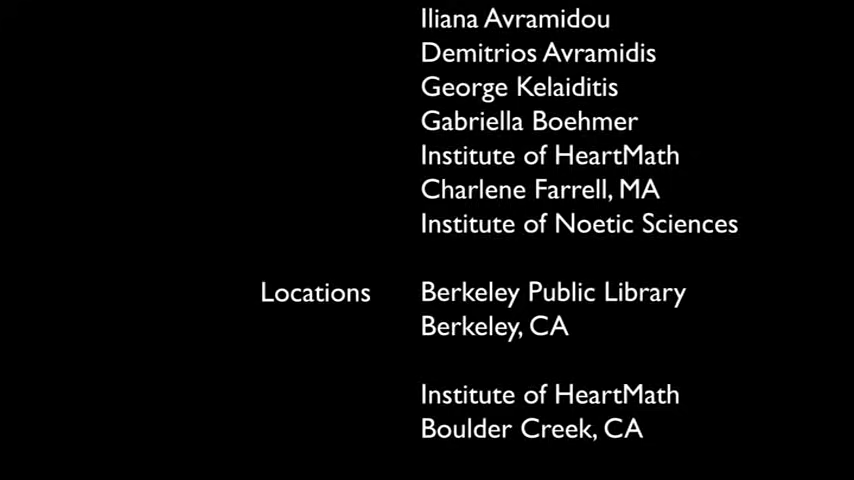 Iliana Avramidou
Demitrios Avramidis
George Kelaiditis
Gabriella Boehmer
Institute of HeartMath
Charlene Farrell, MA
Institute of Noetic Sciences
Locations Berkeley Public Library
Berkeley, CA
Institute of HeartMath
Boulder Creek, CA